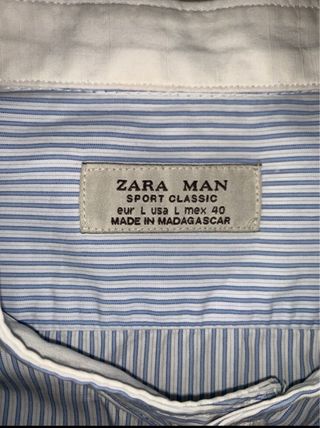 ZARA MAN
SPORT CLASSIC
eur L usa L mex 40
MADE IN MADAGASCAR